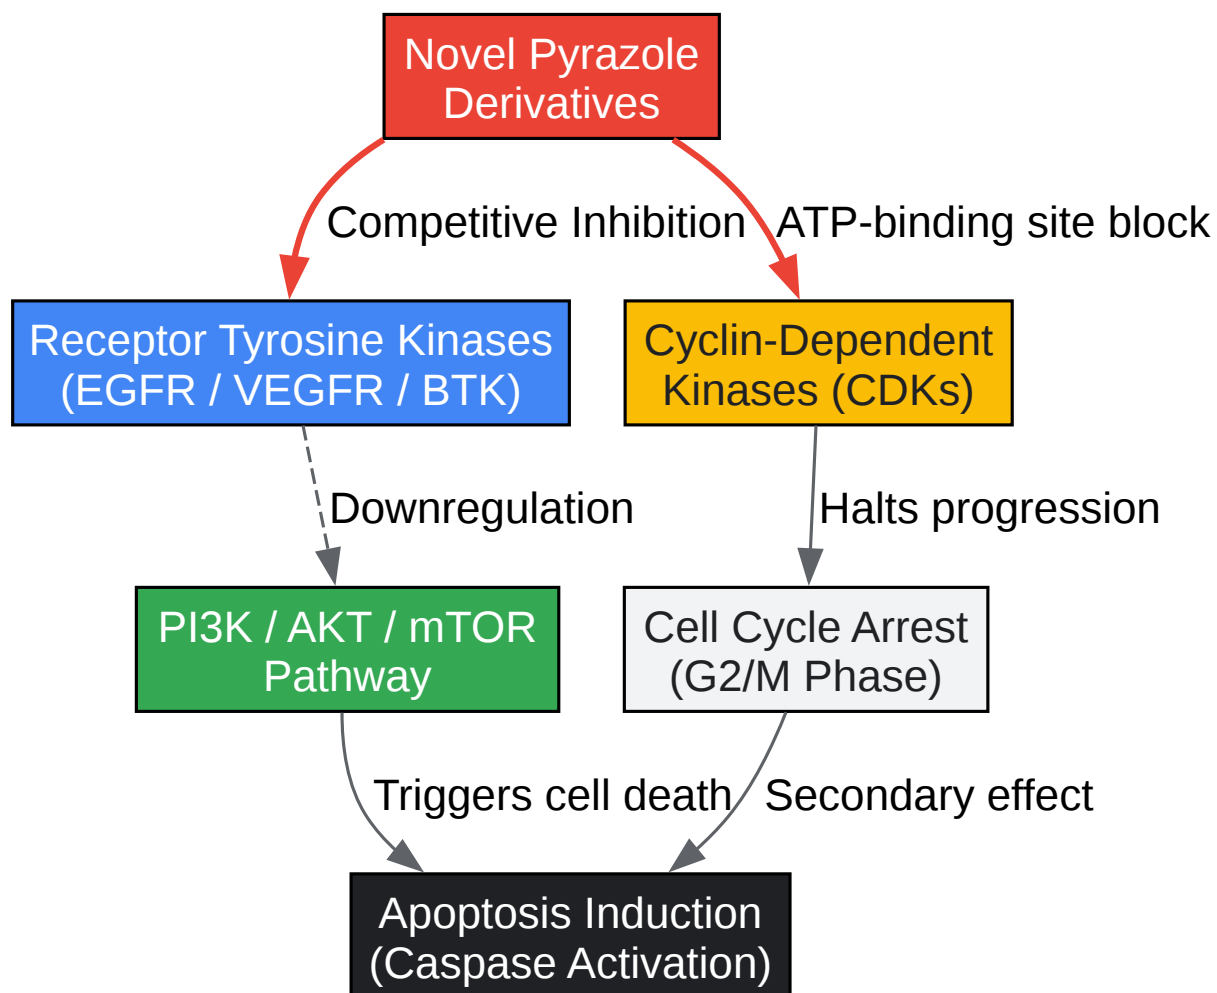 Novel Pyrazole
Derivatives
Competitive Inhibition
ATP-binding site block
Receptor Tyrosine Kinases
(EGFR / VEGFR / BTK)
Cyclin-Dependent
Kinases (CDKs)
Downregulation
Halts progression
PI3K / AKT / mTOR
Pathway
Cell Cycle Arrest
(G2/M Phase)
Triggers cell death
Secondary effect
Apoptosis Induction
(Caspase Activation)